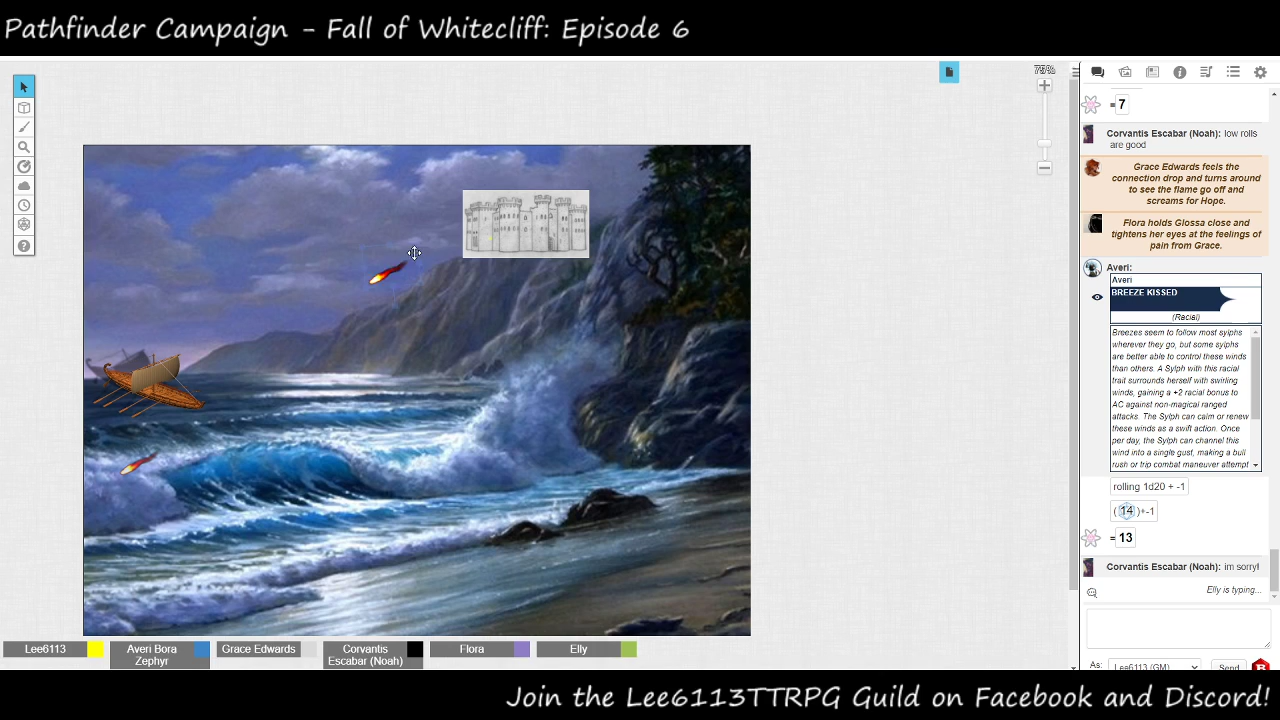 Pathfinder Campaign - Fall of Whitecliff: Episode 6
75%
= 7
Corvantis Escabar (Noah): low rolls
are good
Grace Edwards feels the
connection drop and turns around
to see the flame go off and
screams for Hope.
Flora holds Glossa close and
tightens her eyes at the feelings of
pain from Grace.
Averi:
Averi
BREEZE KISSED
(Racial)
Breezes seem to follow most sylphs
wherever they go, but some sylphs
are better able to control these winds
than others. A Sylph with this racial
trait surrounds herself with swirling
winds, gaining a +2 racial bonus to
AC against non-magical ranged
attacks. The Sylph can calm or renew
these winds as a swift action. Once
per day, the Sylph can channel this
wind into a single gust, making a bull
rush or trip combat maneuver attempt
rolling 1d20 + -1
(14)+-1
= 13
Corvantis Escabar (Noah): im sorry!
Elly is typing...
Lee6113
Averi Bora
Zephyr
Grace Edwards
Corvantis
Escabar (Noah)
Flora
Elly
As:
Lee6113 (GM)
Send
Join the Lee6113TTRPG Guild on Facebook and Discord!